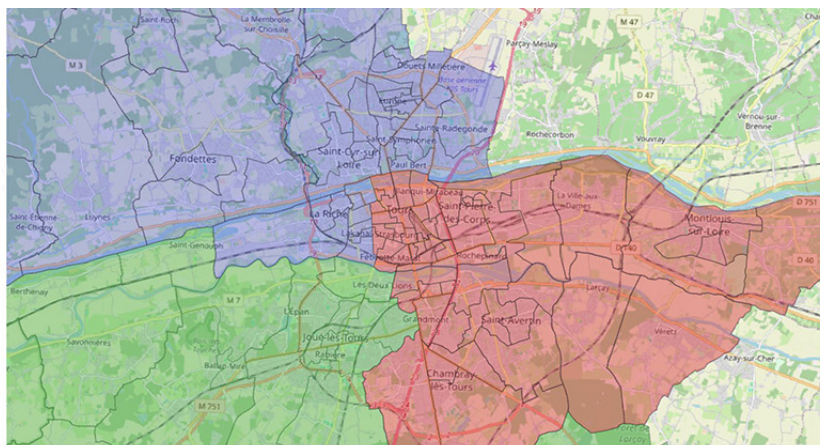 Saint-Roch
La Membrolle-
sur-Choisille
M 3
Douets Milletière
Base aérienne
705 Tours
Parçay-Meslay
M 47
D 47
Europe
Sainte-Radegonde
Saint-Symphorien
Rochecorbon
Vouvray
Vernou-sur-
Brenne
Saint-Cyr-sur-
Loire
Fondettes
Paul Bert
Blanqui-Mirabeau
La Ville-aux-
Dames
D 751
Saint-Étienne-
de-Chigny
Luynes
La Riche
Tours
Saint-Pierre-
des-Corps
Montlouis-
sur-Loire
Strasbourg
Saint-Genouph
Rochepinard
D 140
D 40
Berthenay
M 7
Les Deux Lions
Larçay
L'Épan
Grandmont
Saint-Avertin
Véretz
Savonnières
Joué-lès-Tours
Rabière
Ballan-Miré
Azay-sur-Cher
Chambray-
lès-Tours
M 751
Forêt de
Larçay